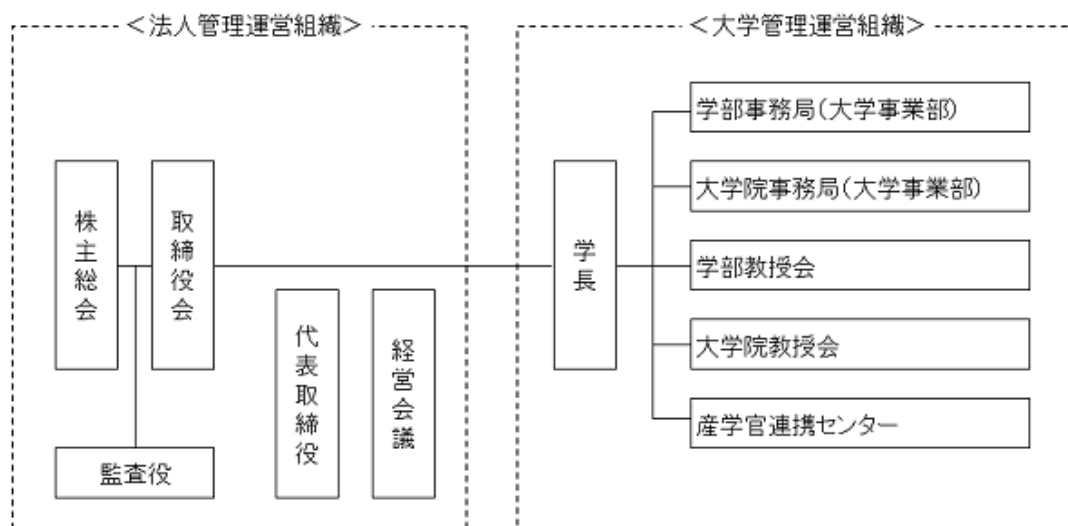 ＜法人管理運営組織＞
＜大学管理運営組織＞
株主総会
取締役会
監査役
代表取締役
経営会議
学長
学部事務局(大学事業部)
大学院事務局(大学事業部)
学部教授会
大学院教授会
産学官連携センター